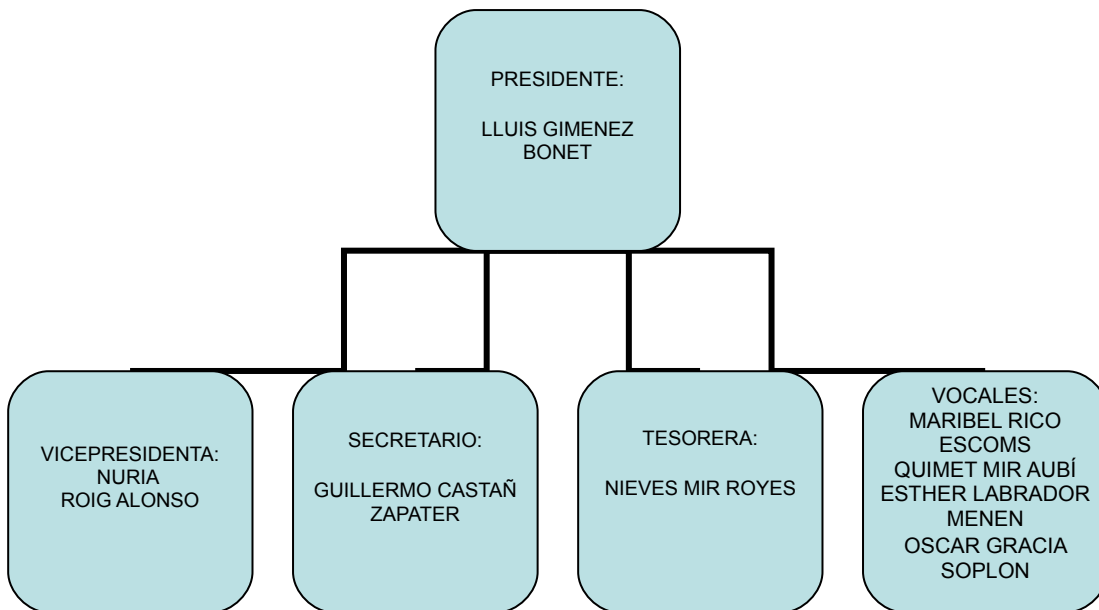 PRESIDENTE:
LLUIS GIMENEZ
BONET
VICEPRESIDENTA:
NURIA
ROIG ALONSO
SECRETARIO:
GUILLERMO CASTAÑ
ZAPATER
TESORERA:
NIEVES MIR ROYES
VOCALES:
MARIBEL RICO
ESCOMS
QUIMET MIR AUBÍ
ESTHER LABRADOR
MENEN
OSCAR GRACIA
SOPLON